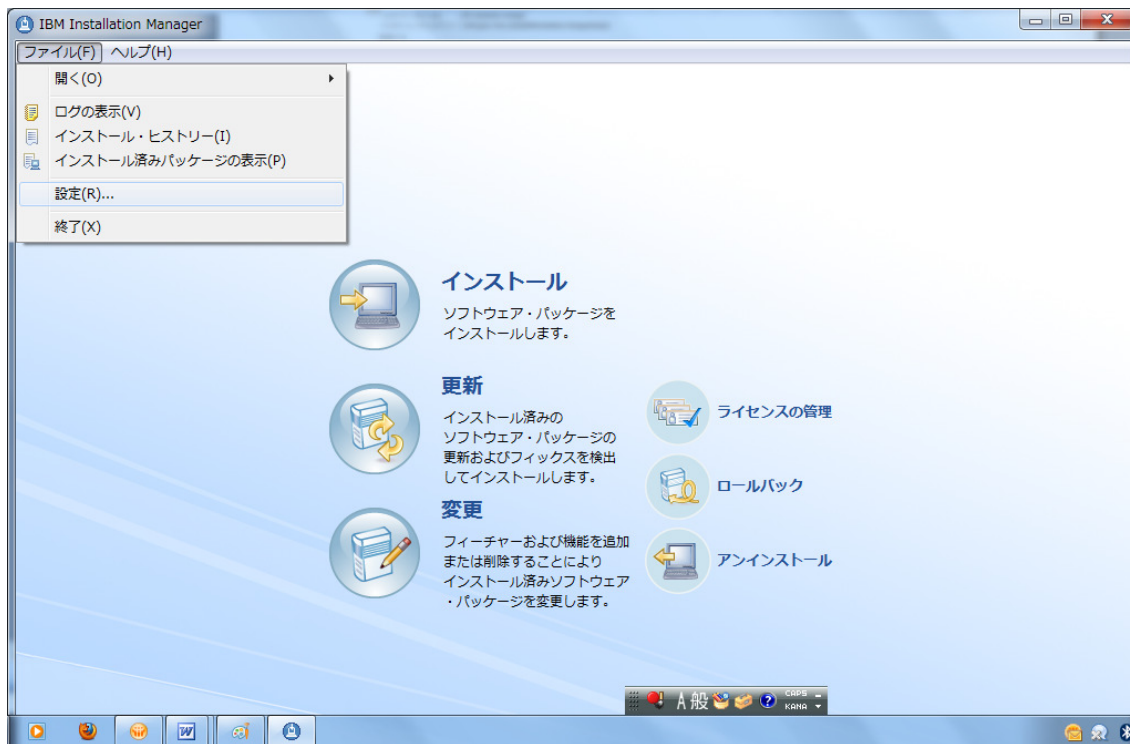 IBM Installation Manager
ファイル(F) ヘルプ(H)
開く(O)
ログの表示(V)
インストール・ヒストリー(I)
インストール済みパッケージの表示(P)
設定(R)...
終了(X)
インストール
ソフトウェア・パッケージを
インストールします。
更新
インストール済みの
ソフトウェア・パッケージの
更新およびフィックスを検出
してインストールします。
変更
フィーチャーおよび機能を追加
または削除することにより
インストール済みソフトウェア
・パッケージを変更します。
ライセンスの管理
ロールバック
アンインストール
A 般 CAPS
KANA